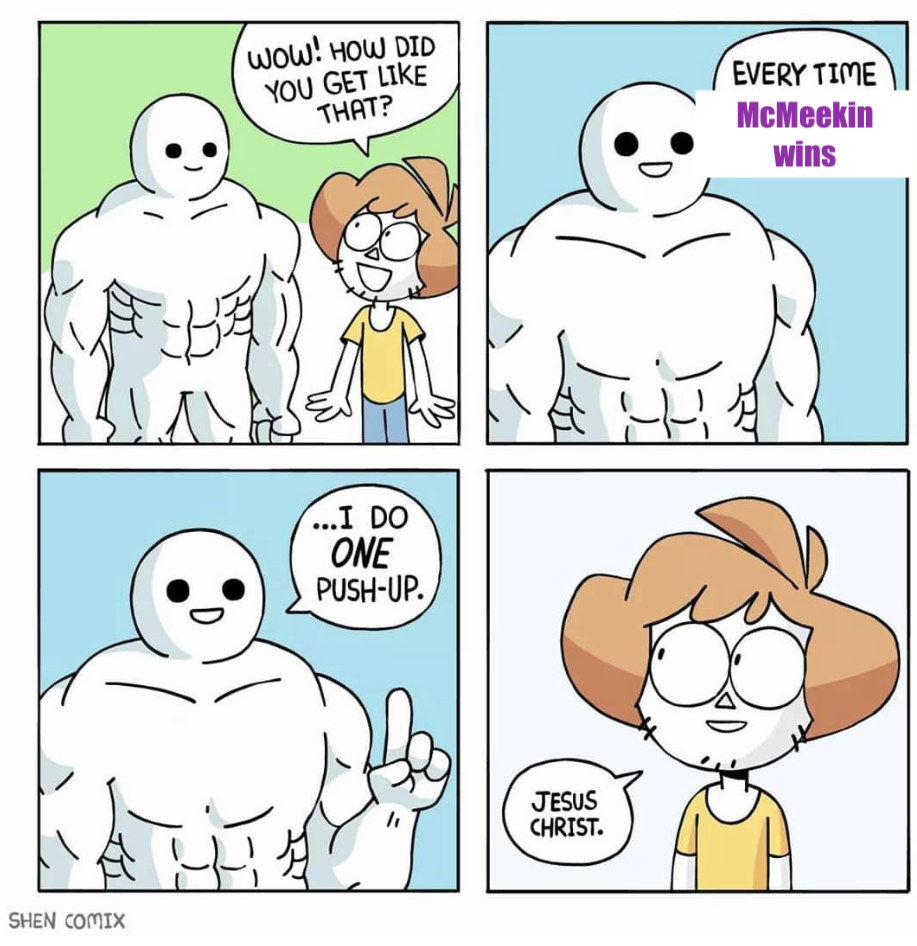 WOW! HOW DID
YOU GET LIKE
THAT?
EVERY TIME
McMeekin
wins
...I DO
ONE
PUSH-UP.
JESUS
CHRIST.
SHEN COMIX